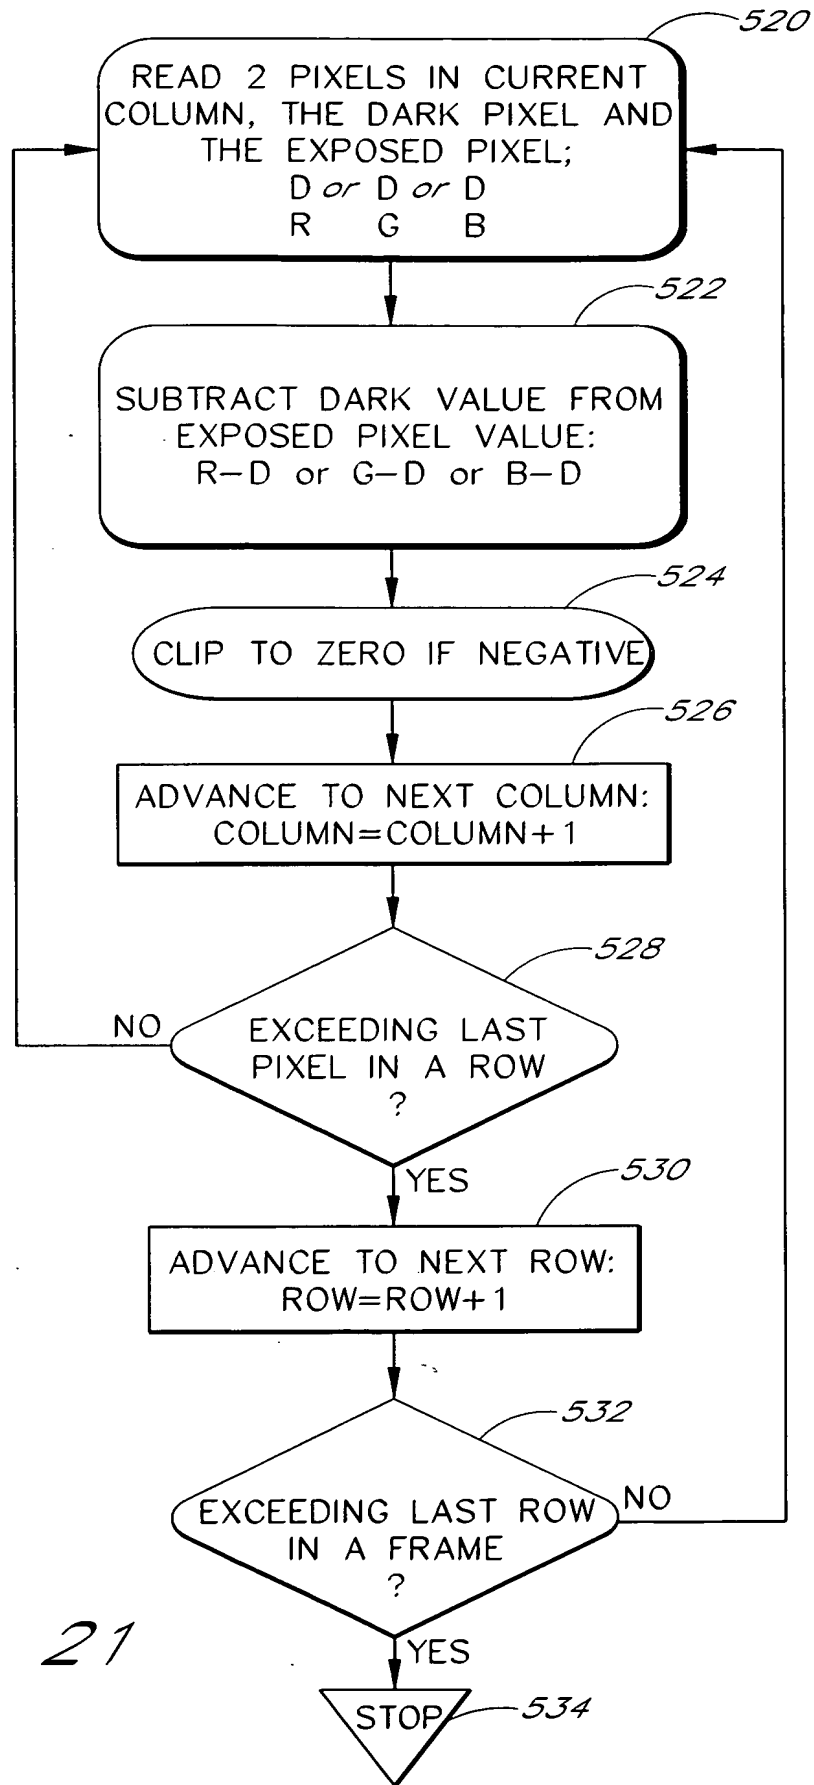 520
READ 2 PIXELS IN CURRENT
COLUMN, THE DARK PIXEL AND
THE EXPOSED PIXEL;
D or D or D
R G B
522
SUBTRACT DARK VALUE FROM
EXPOSED PIXEL VALUE:
R-D or G-D or B-D
524
CLIP TO ZERO IF NEGATIVE
526
ADVANCE TO NEXT COLUMN:
COLUMN=COLUMN+1
528
NO
EXCEEDING LAST
PIXEL IN A ROW
?
YES
530
ADVANCE TO NEXT ROW:
ROW=ROW+1
532
EXCEEDING LAST ROW
IN A FRAME
?
NO
21
YES
STOP
534